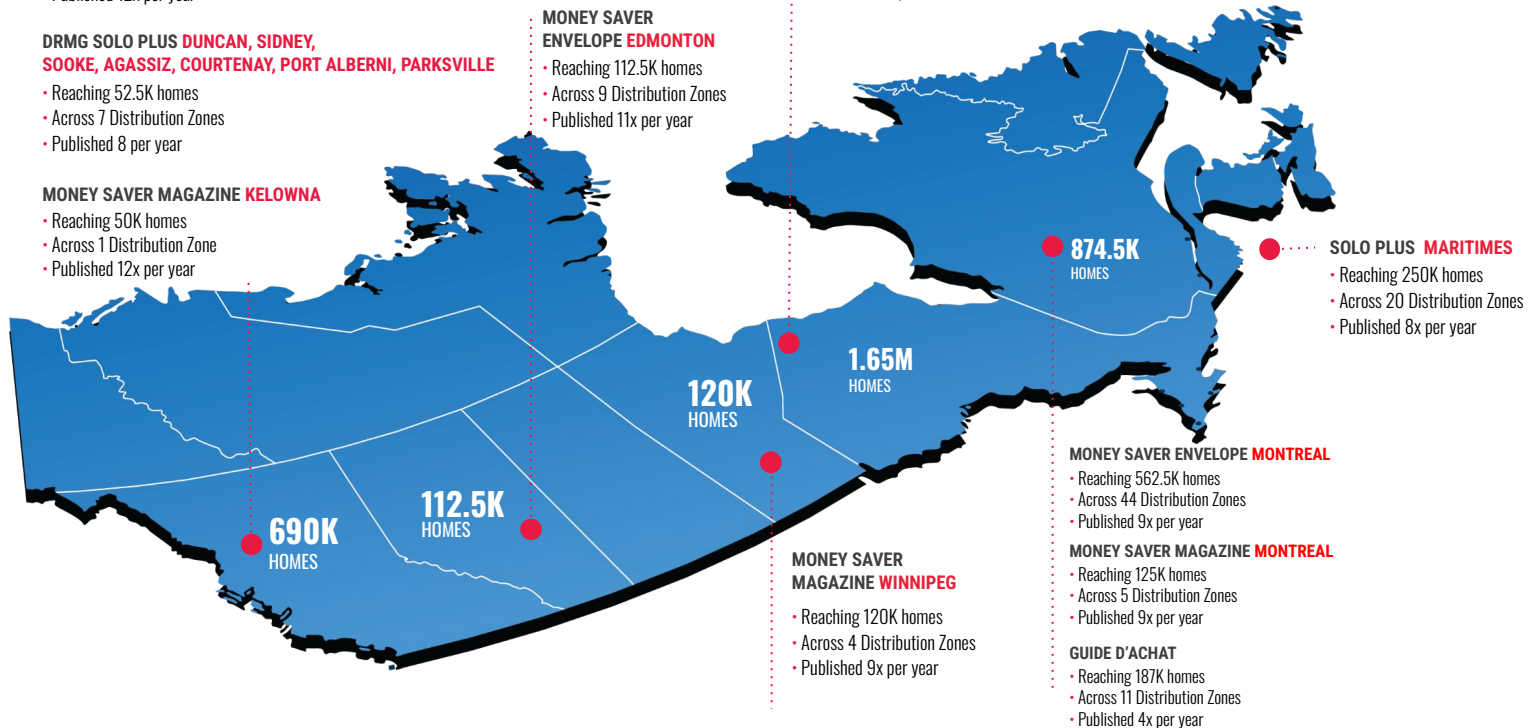 DRMG SOLO PLUS DUNCAN, SIDNEY,
SOOKE, AGASSIZ, COURTENAY, PORT ALBERNI, PARKSVILLE
• Reaching 52.5K homes
• Across 7 Distribution Zones
• Published 8 per year
MONEY SAVER MAGAZINE KELOWNA
• Reaching 50K homes
• Across 1 Distribution Zone
• Published 12x per year
MONEY SAVER
ENVELOPE EDMONTON
• Reaching 112.5K homes
• Across 9 Distribution Zones
• Published 11x per year
690K
HOMES
112.5K
HOMES
120K
HOMES
1.65M
HOMES
874.5K
HOMES
SOLO PLUS MARITIMES
• Reaching 250K homes
• Across 20 Distribution Zones
• Published 8x per year
MONEY SAVER
MAGAZINE WINNIPEG
• Reaching 120K homes
• Across 4 Distribution Zones
• Published 9x per year
MONEY SAVER ENVELOPE MONTREAL
• Reaching 562.5K homes
• Across 44 Distribution Zones
• Published 9x per year
MONEY SAVER MAGAZINE MONTREAL
• Reaching 125K homes
• Across 5 Distribution Zones
• Published 9x per year
GUIDE D'ACHAT
• Reaching 187K homes
• Across 11 Distribution Zones
• Published 4x per year